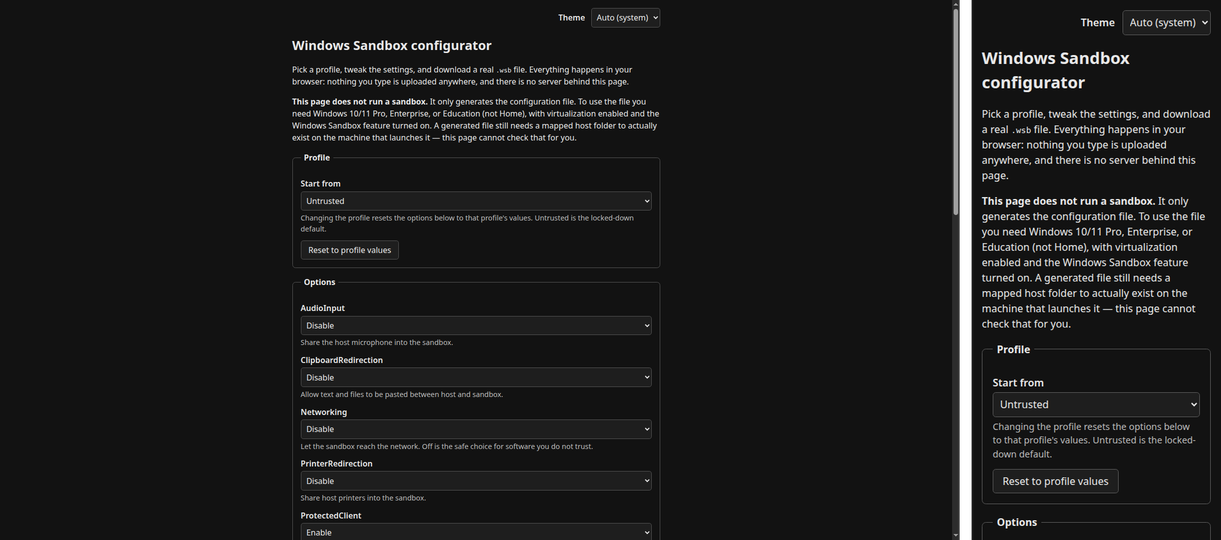 Theme Auto (system)
Windows Sandbox configurator
Pick a profile, tweak the settings, and download a real .wsb file. Everything happens in your
browser: nothing you type is uploaded anywhere, and there is no server behind this page.
This page does not run a sandbox. It only generates the configuration file. To use the file you
need Windows 10/11 Pro, Enterprise, or Education (not Home), with virtualization enabled and the
Windows Sandbox feature turned on. A generated file still needs a mapped host folder to actually
exist on the machine that launches it — this page cannot check that for you.
Profile
Start from
Untrusted
Changing the profile resets the options below to that profile's values. Untrusted is the locked-down
default.
Reset to profile values
Options
AudioInput
Disable
Share the host microphone into the sandbox.
ClipboardRedirection
Disable
Allow text and files to be pasted between host and sandbox.
Networking
Disable
Let the sandbox reach the network. Off is the safe choice for software you do not trust.
PrinterRedirection
Disable
Share host printers into the sandbox.
ProtectedClient
Enable
Theme Auto (system)
Windows Sandbox
configurator
Pick a profile, tweak the settings, and download
a real .wsb file. Everything happens in your
browser: nothing you type is uploaded
anywhere, and there is no server behind this
page.
This page does not run a sandbox. It only
generates the configuration file. To use the file
you need Windows 10/11 Pro, Enterprise, or
Education (not Home), with virtualization
enabled and the Windows Sandbox feature
turned on. A generated file still needs a
mapped host folder to actually exist on the
machine that launches it — this page cannot
check that for you.
Profile
Start from
Untrusted
Changing the profile resets the options below
to that profile's values. Untrusted is the locked-
down default.
Reset to profile values
Options